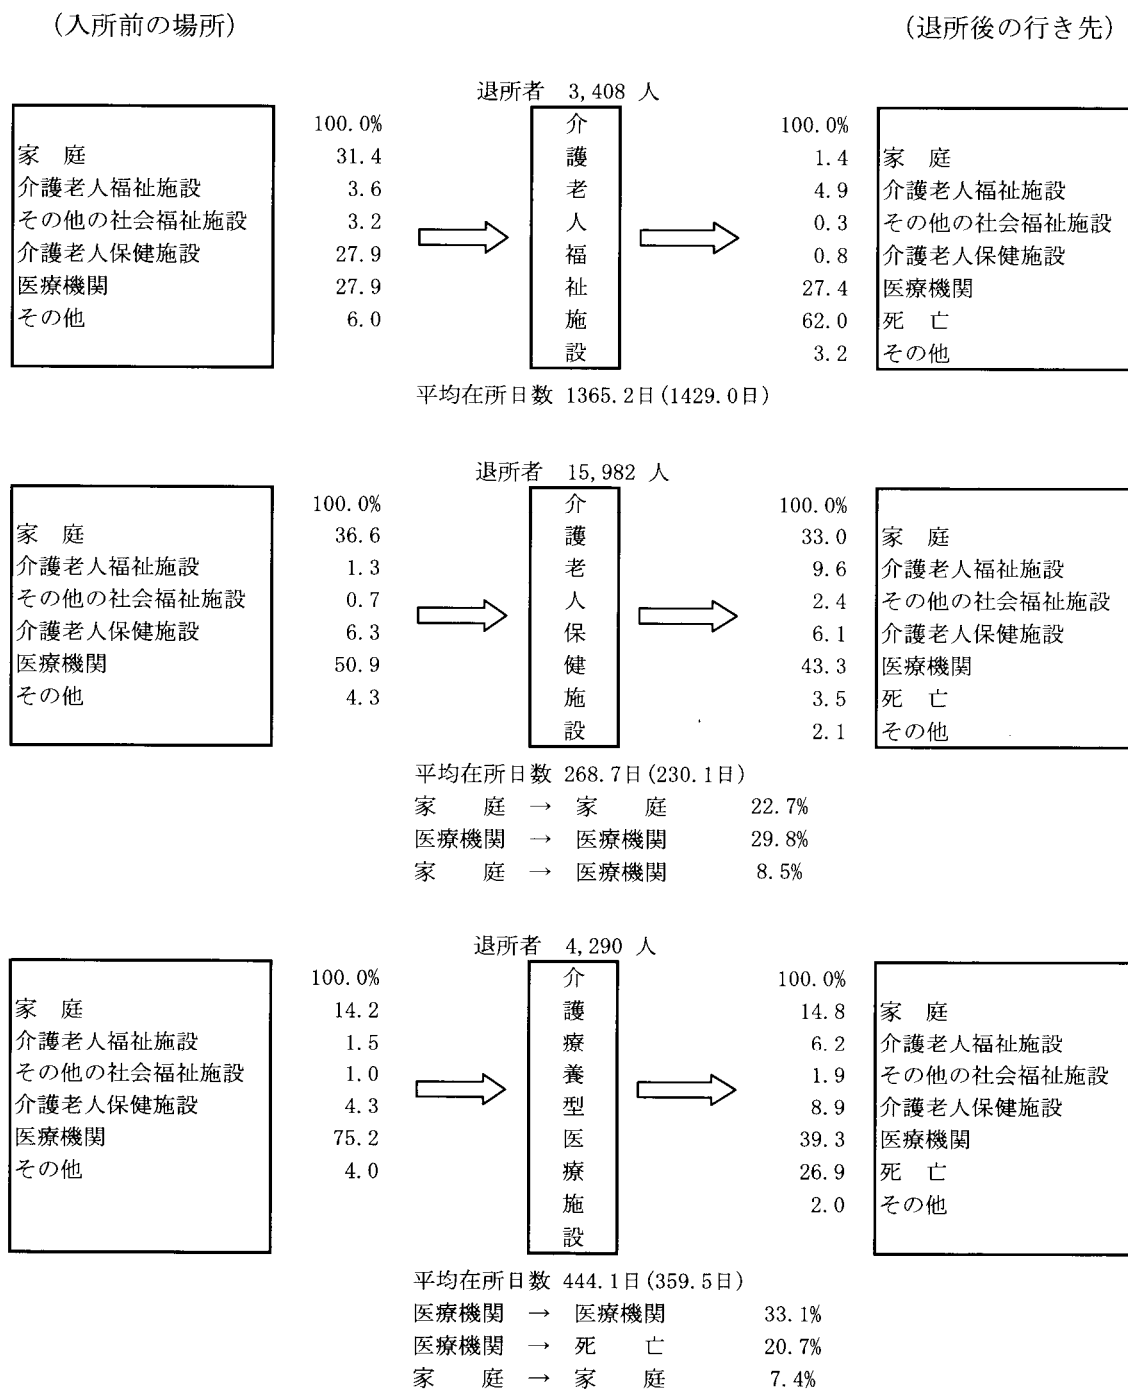 (入所前の場所) (退所後の行き先)
退所者 3,408 人
100.0% 介 100.0%
家 庭 31.4 護 1.4 家 庭
介護老人福祉施設 3.6 老 4.9 介護老人福祉施設
その他の社会福祉施設 3.2 人 0.3 その他の社会福祉施設
介護老人保健施設 27.9 福 0.8 介護老人保健施設
医療機関 27.9 祉 27.4 医療機関
その他 6.0 施 62.0 死 亡
設 3.2 その他
平均在所日数 1365.2日(1429.0日)
退所者 15,982 人
100.0% 介 100.0%
家 庭 36.6 護 33.0 家 庭
介護老人福祉施設 1.3 老 9.6 介護老人福祉施設
その他の社会福祉施設 0.7 人 2.4 その他の社会福祉施設
介護老人保健施設 6.3 保 6.1 介護老人保健施設
医療機関 50.9 健 43.3 医療機関
その他 4.3 施 3.5 死 亡
設 2.1 その他
平均在所日数 268.7日(230.1日)
家 庭 → 家 庭 22.7%
医療機関 → 医療機関 29.8%
家 庭 → 医療機関 8.5%
退所者 4,290 人
100.0% 介 100.0%
家 庭 14.2 護 14.8 家 庭
介護老人福祉施設 1.5 療 6.2 介護老人福祉施設
その他の社会福祉施設 1.0 養 1.9 その他の社会福祉施設
介護老人保健施設 4.3 型 8.9 介護老人保健施設
医療機関 75.2 医 39.3 医療機関
その他 4.0 療 26.9 死 亡
施 2.0 その他
設
平均在所日数 444.1日(359.5日)
医療機関 → 医療機関 33.1%
医療機関 → 死 亡 20.7%
家 庭 → 家 庭 7.4%